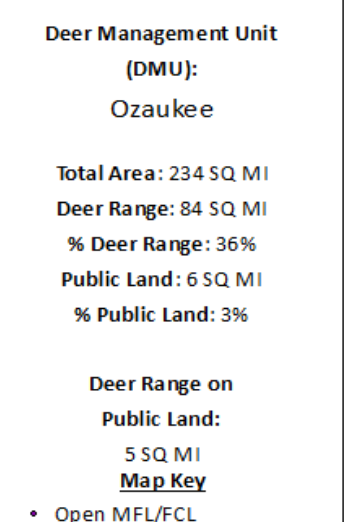 Deer Management Unit
(DMU):
Ozaukee
Total Area: 234 SQ MI
Deer Range: 84 SQ MI
% Deer Range: 36%
Public Land: 6 SQ MI
% Public Land: 3%
Deer Range on
Public Land:
5 SQ MI
Map Key
• Open MFL/FCL